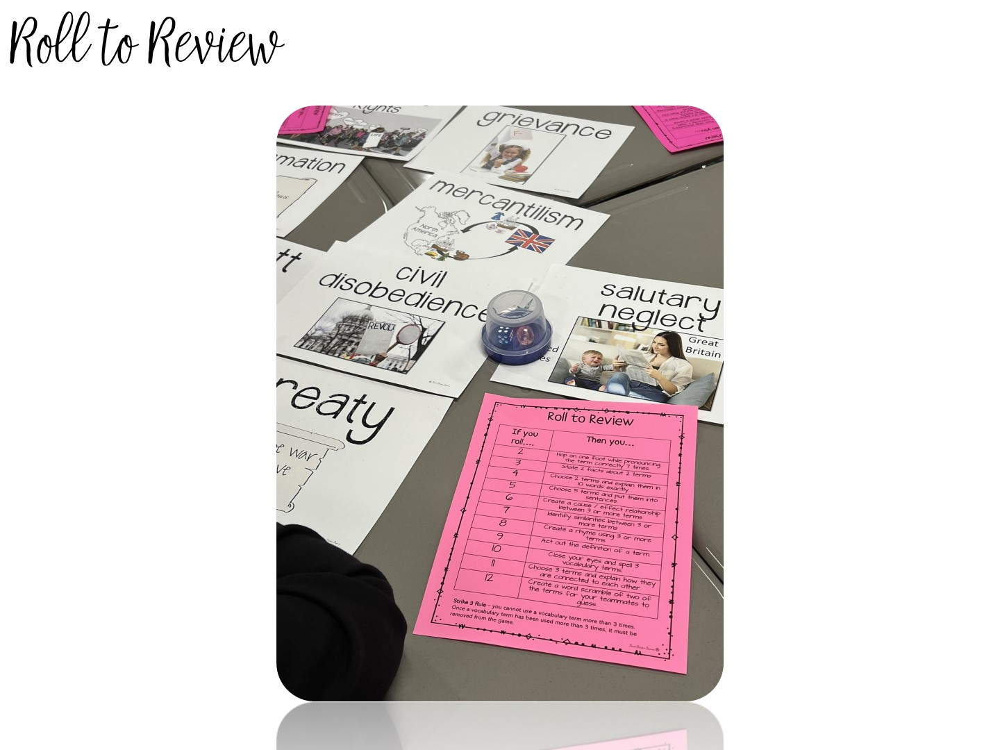 Roll to Review
Rights
grievance
F
LIFE
mation
mercantilism
North
America
tt
civil
disobedience
REVOLT
salutary
neglect
Great
Britain
ed
es
reaty
war
ve
Roll to Review
If you
roll....
Then you...
2
Hop on one foot while pronouncing
the term correctly 7 times
3
State 2 facts about 2 terms
4
Choose 2 terms and explain them in
10 words exactly.
5
Choose 5 terms and put them into
sentences.
6
Create a cause / effect relationship
between 3 or more terms
7
Identify similarities between 3 or
more terms
8
Create a rhyme using 3 or more
terms.
9
Act out the definition of a term.
10
Close your eyes and spell 3
vocabulary terms.
11
Choose 3 terms and explain how they
are connected to each other
12
Create a word scramble of two of
the terms for your teammates to
guess.
Strike 3 Rule – you cannot use a vocabulary term more than 3 times.
Once a vocabulary term has been used more than 3 times, it must be
removed from the game.